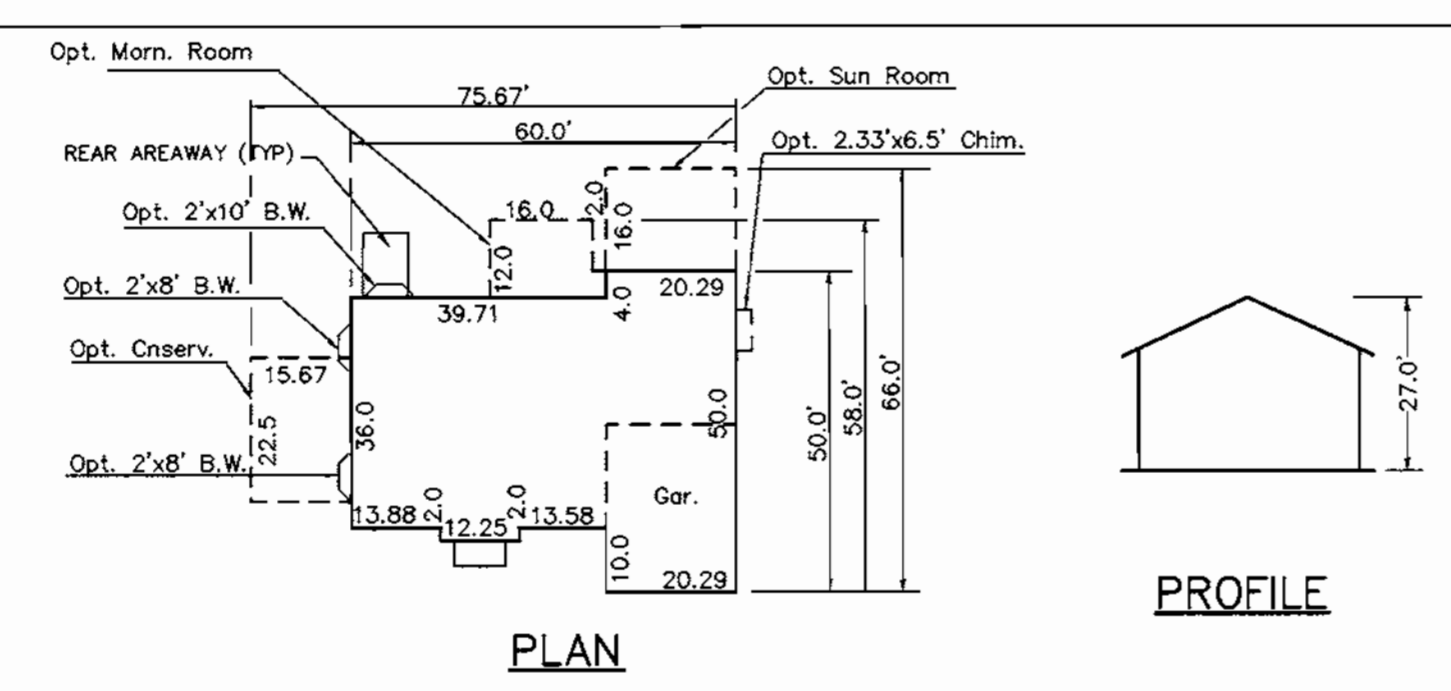 Opt. Morn. Room
Opt. Sun Room
75.67'
60.0'
Opt. 2.33'x6.5' Chim.
REAR AREAWAY (TYP)
Opt. 2'x10' B.W.
16.0
2.0
16.0
12.0
Opt. 2'x8' B.W.
39.71
4.0
20.29
Opt. Cnserv.
15.67
22.5
36.0
50.0
50.0'
58.0'
66.0'
27.0'
Opt. 2'x8' B.W.
13.88
2.0
12.25
2.0
13.58
Gar.
10.0
20.29
PLAN
PROFILE